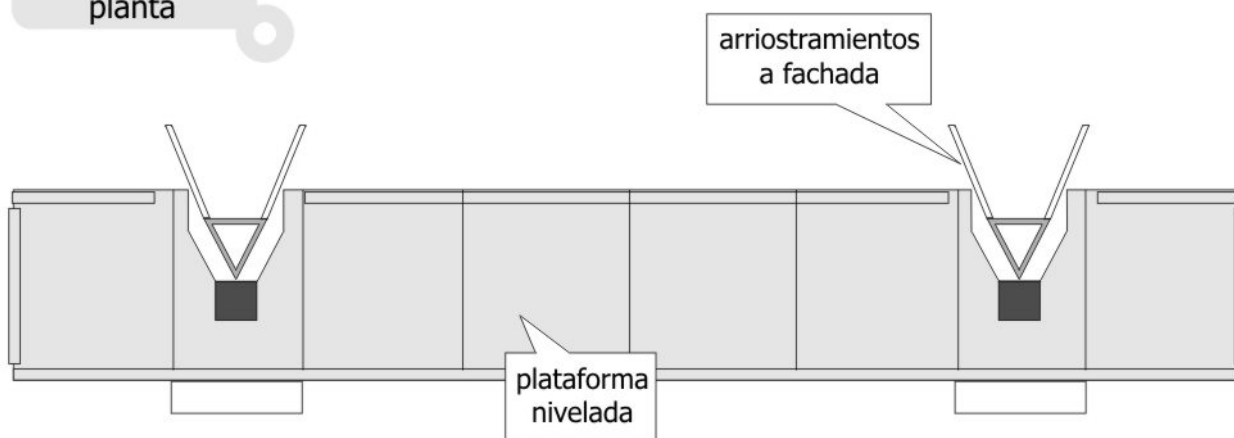 planta
arriostramientos
a fachada
plataforma
nivelada